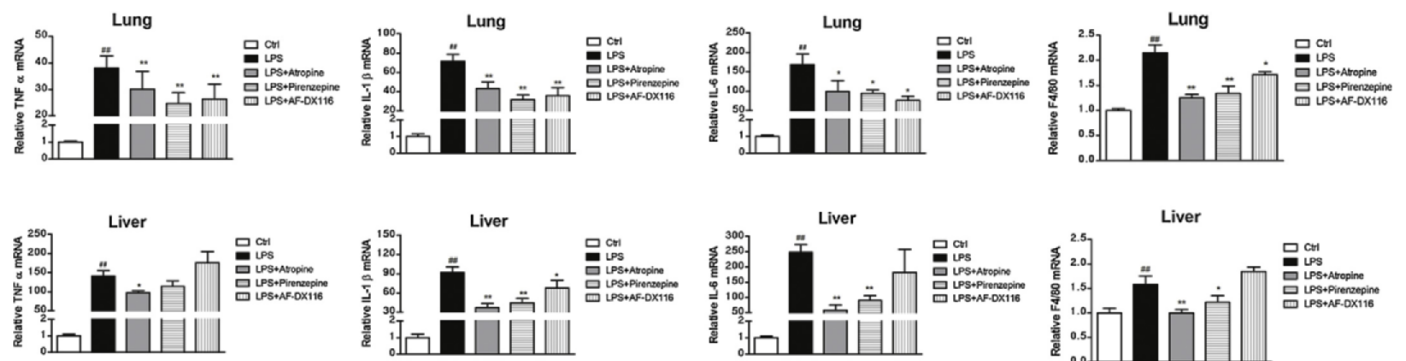 Lung
Relative TNF α mRNA
50
40
30
20
2
1
0
##
**
**
**
Ctrl
LPS
LPS+Atropine
LPS+Pirenzepine
LPS+AF-DX116
Lung
Relative IL-1 β mRNA
100
80
60
40
20
2
1
0
##
**
**
**
Ctrl
LPS
LPS+Atropine
LPS+Pirenzepine
LPS+AF-DX116
Lung
Relative IL-6 mRNA
250
200
150
100
50
2
1
0
##
*
*
*
Ctrl
LPS
LPS+Atropine
LPS+Pirenzepine
LPS+AF-DX116
Lung
Relative F4/80 mRNA
2.5
2.0
1.5
1.0
0.5
0.0
##
**
**
*
Ctrl
LPS
LPS+Atropine
LPS+Pirenzepine
LPS+AF-DX116
Liver
Relative TNF α mRNA
250
200
150
100
50
2
1
0
##
*
Ctrl
LPS
LPS+Atropine
LPS+Pirenzepine
LPS+AF-DX116
Liver
Relative IL-1 β mRNA
150
120
90
60
30
2
1
0
##
**
**
*
Ctrl
LPS
LPS+Atropine
LPS+Pirenzepine
LPS+AF-DX116
Liver
Relative IL-6 mRNA
300
250
200
150
100
50
2
1
0
##
**
**
Ctrl
LPS
LPS+Atropine
LPS+Pirenzepine
LPS+AF-DX116
Liver
Relative F4/80 mRNA
2.5
2.0
1.5
1.0
0.5
0.0
##
**
*
Ctrl
LPS
LPS+Atropine
LPS+Pirenzepine
LPS+AF-DX116